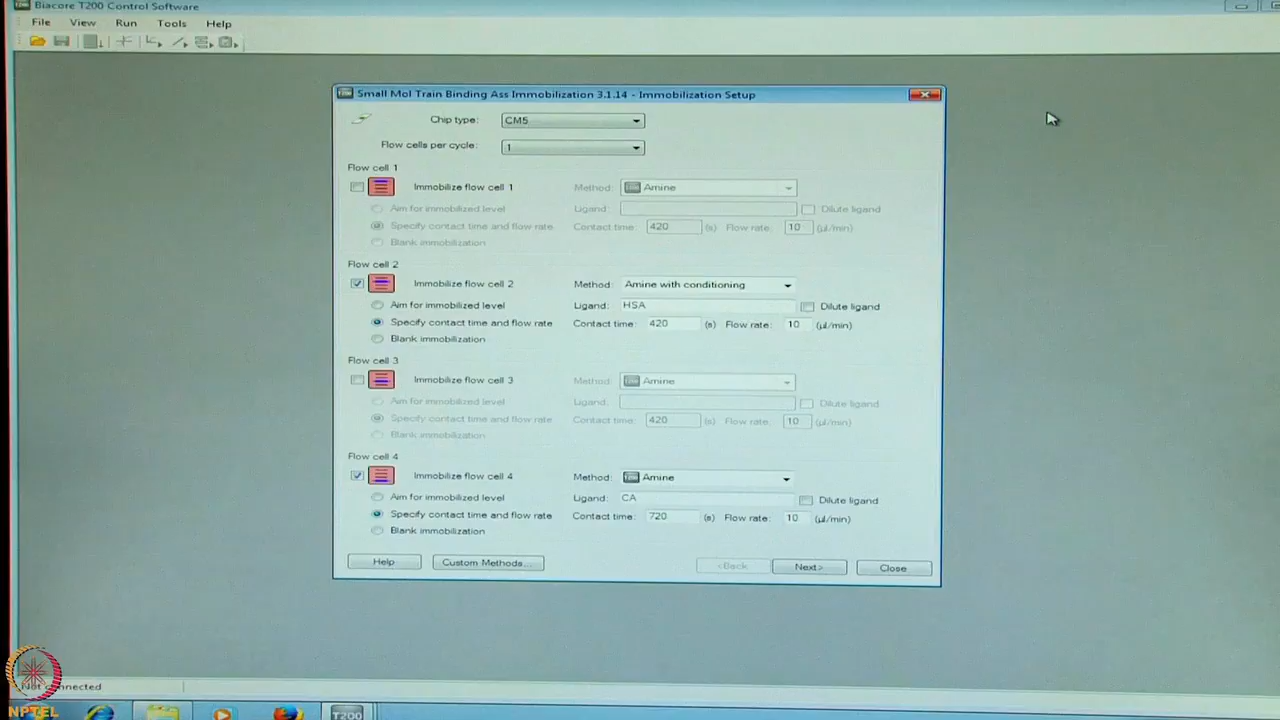 Biacore T200 Control Software
File View Run Tools Help
Small Mol Train Binding Ass Immobilization 3.1.14 - Immobilization Setup
Chip type: CM5
Flow cells per cycle: 1
Flow cell 1
Immobilize flow cell 1 Method: Amine
Aim for immobilized level Ligand: Dilute ligand
Specify contact time and flow rate Contact time: 420 (s) Flow rate: 10 (µl/min)
Blank immobilization
Flow cell 2
Immobilize flow cell 2 Method: Amine with conditioning
Aim for immobilized level Ligand: HSA Dilute ligand
Specify contact time and flow rate Contact time: 420 (s) Flow rate: 10 (µl/min)
Blank immobilization
Flow cell 3
Immobilize flow cell 3 Method: Amine
Aim for immobilized level Ligand: Dilute ligand
Specify contact time and flow rate Contact time: 420 (s) Flow rate: 10 (µl/min)
Blank immobilization
Flow cell 4
Immobilize flow cell 4 Method: Amine
Aim for immobilized level Ligand: CA Dilute ligand
Specify contact time and flow rate Contact time: 720 (s) Flow rate: 10 (µl/min)
Blank immobilization
Help Custom Methods... <Back Next> Close
Not connected
NPTEL
T200